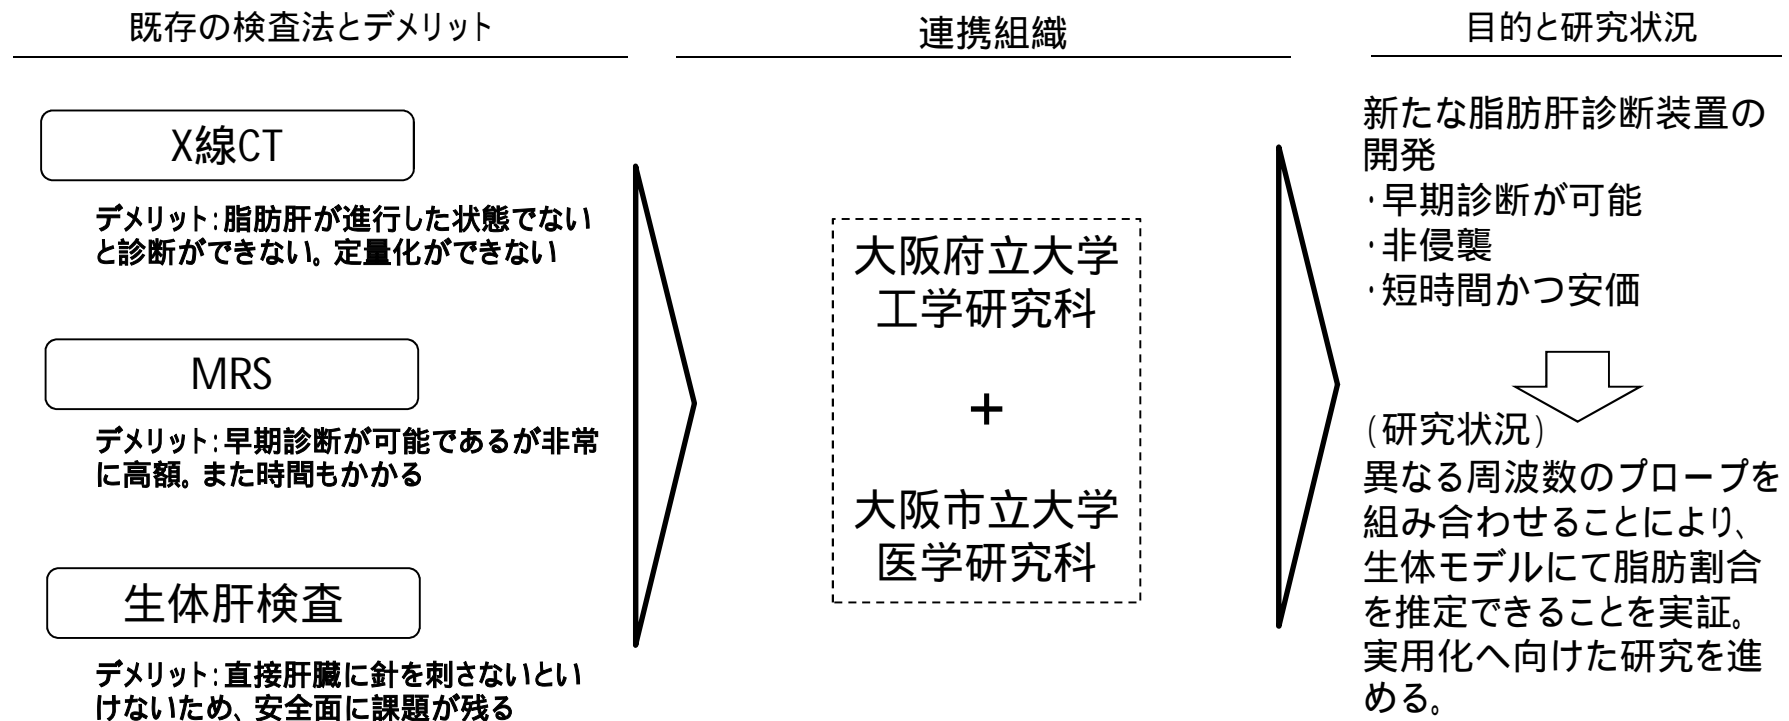 既存の検査法とデメリット
X線CT
デメリット:脂肪肝が進行した状態でない
と診断ができない。定量化ができない
MRS
デメリット:早期診断が可能であるが非常
に高額。また時間もかかる
生体肝検査
デメリット:直接肝臓に針を刺さないとい
けないため、安全面に課題が残る
連携組織
大阪府立大学
工学研究科
+
大阪市立大学
医学研究科
目的と研究状況
新たな脂肪肝診断装置の
開発
・早期診断が可能
・非侵襲
・短時間かつ安価
(研究状況)
異なる周波数のプローブを
組み合わせることにより、
生体モデルにて脂肪割合
を推定できることを実証。
実用化へ向けた研究を進
める。